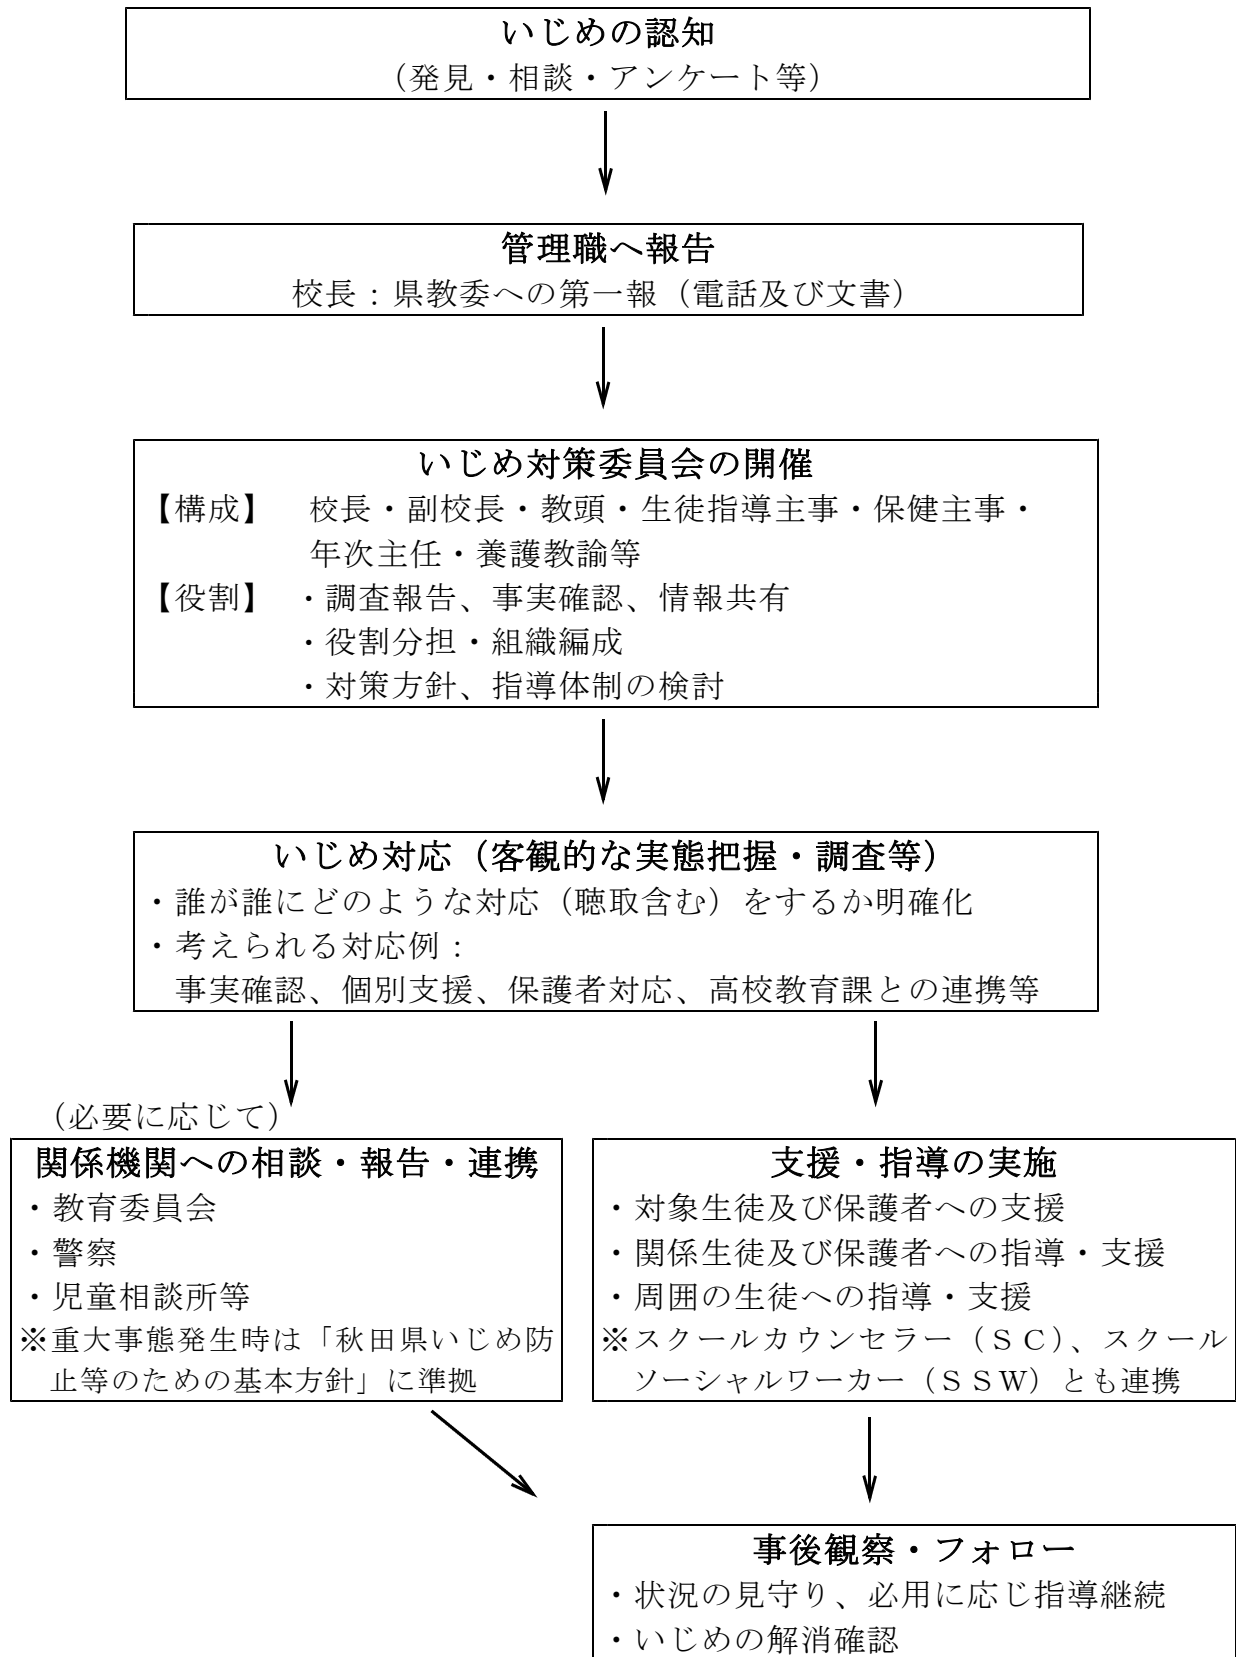 いじめの認知
（発見・相談・アンケート等）
管理職へ報告
校長：県教委への第一報（電話及び文書）
いじめ対策委員会の開催
【構成】　校長・副校長・教頭・生徒指導主事・保健主事・
年次主任・養護教諭等
【役割】　・調査報告、事実確認、情報共有
・役割分担・組織編成
・対策方針、指導体制の検討
いじめ対応（客観的な実態把握・調査等）
・誰が誰にどのような対応（聴取含む）をするか明確化
・考えられる対応例：
事実確認、個別支援、保護者対応、高校教育課との連携等
（必要に応じて）
関係機関への相談・報告・連携
・教育委員会
・警察
・児童相談所等
※重大事態発生時は「秋田県いじめ防
止等のための基本方針」に準拠
支援・指導の実施
・対象生徒及び保護者への支援
・関係生徒及び保護者への指導・支援
・周囲の生徒への指導・支援
※スクールカウンセラー（ＳＣ）、スクール
ソーシャルワーカー（ＳＳＷ）とも連携
事後観察・フォロー
・状況の見守り、必用に応じ指導継続
・いじめの解消確認